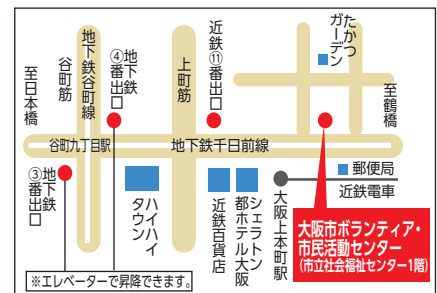 至日本橋
谷町筋
地下鉄谷町線
地下鉄
④番出口
上町筋
近鉄⑪番出口
たかつ
ガーデン
至鶴橋
谷町九丁目駅
地下鉄千日前線
地下鉄
③番出口
ハイハイ
タウン
近鉄百貨店
シェラトン
都ホテル大阪
大阪上本町駅
郵便局
近鉄電車
大阪市ボランティア・
市民活動センター
(市立社会福祉センター1階)
※エレベーターで昇降できます。